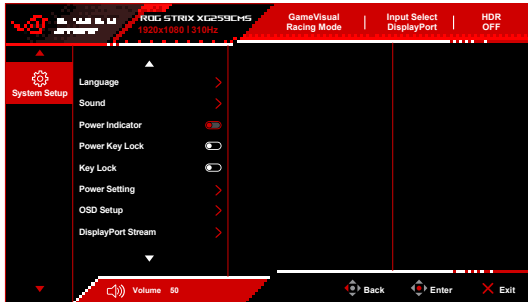 ROG STRIX XG259CMS
1920x1080 | 310Hz
GameVisual
Racing Mode
Input Select
DisplayPort
HDR
OFF
System Setup
Language
Sound
Power Indicator
Power Key Lock
Key Lock
Power Setting
OSD Setup
DisplayPort Stream
Volume 50
Back
Enter
Exit